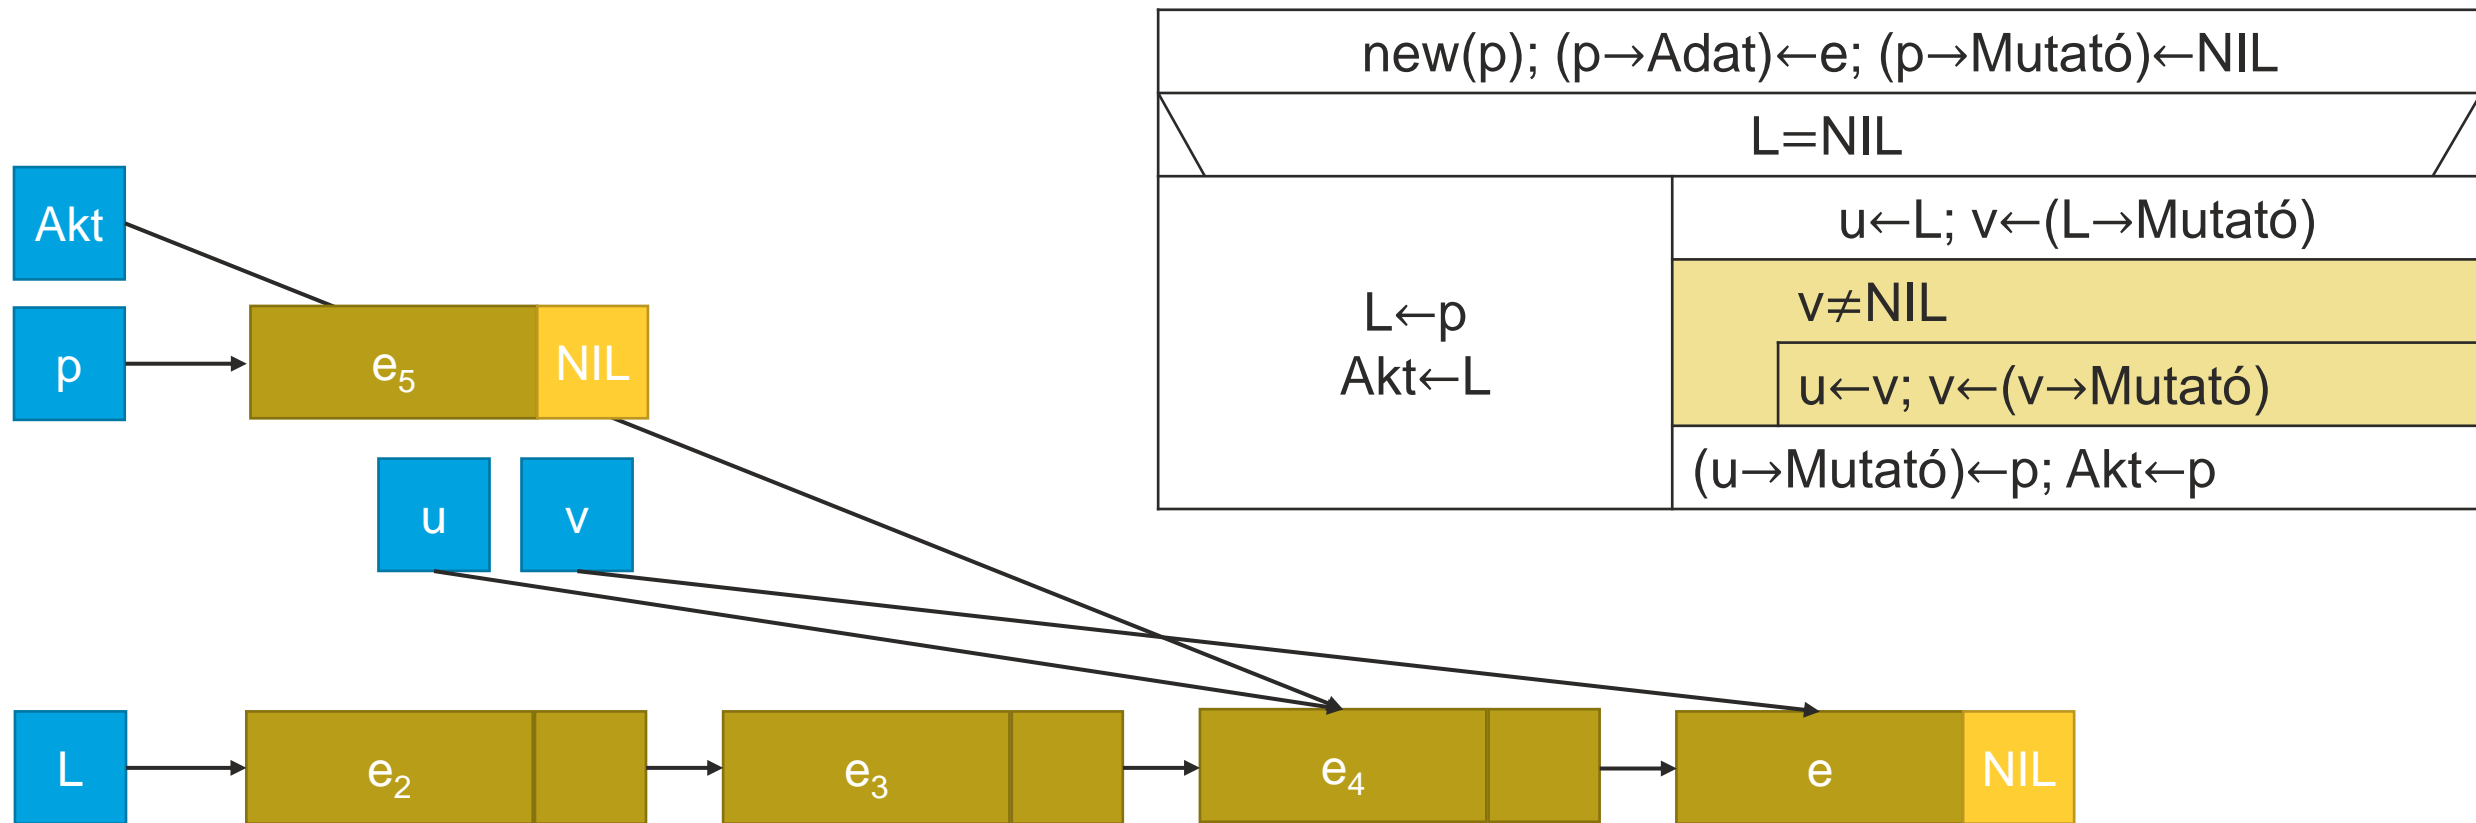 new(p); (p→Adat)←e; (p→Mutató)←NIL
L=NIL
u←L; v←(L→Mutató)
v≠NIL
L←p
Akt←L
u←v; v←(v→Mutató)
(u→Mutató)←p; Akt←p
Akt
p
e₅ NIL
u v
L e₂ e₃ e₄ e NIL